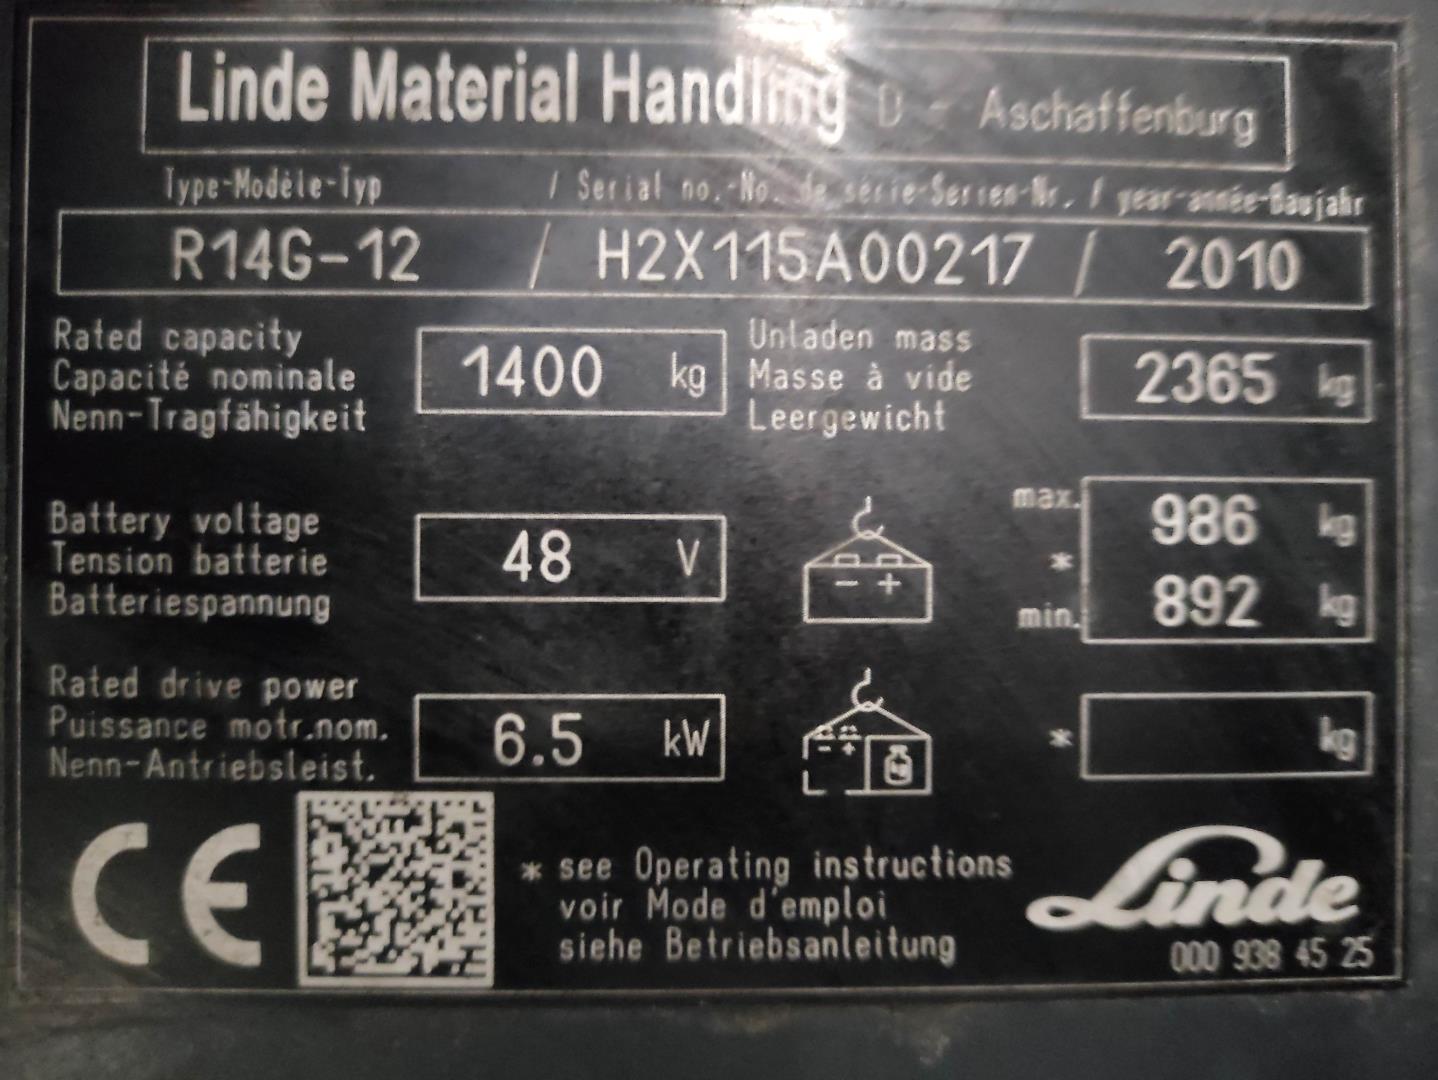 Linde Material Handling D - Aschaffenburg
Type-Modèle-Typ / Serial no.-No. de série-Serien-Nr. / year-année-Baujahr
R14G-12 / H2X115A00217 / 2010
Rated capacity
Capacité nominale
Nenn-Tragfähigkeit
1400 kg
Unladen mass
Masse à vide
Leergewicht
2365 kg
Battery voltage
Tension batterie
Batteriespannung
48 V
- +
max.
*
min.
986 kg
892 kg
Rated drive power
Puissance motr.nom.
Nenn-Antriebsleist.
6.5 kW
- +
kg
* kg
CE
* see Operating instructions
voir Mode d'emploi
siehe Betriebsanleitung
Linde
000 938 45 25